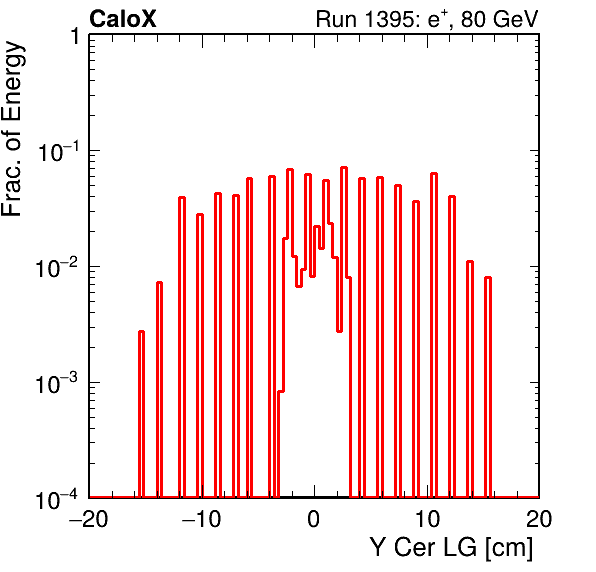 CaloX Run 1395: e⁺, 80 GeV
Frac. of Energy
1
10⁻¹
10⁻²
10⁻³
10⁻⁴
−20 −10 0 10 20
Y Cer LG [cm]